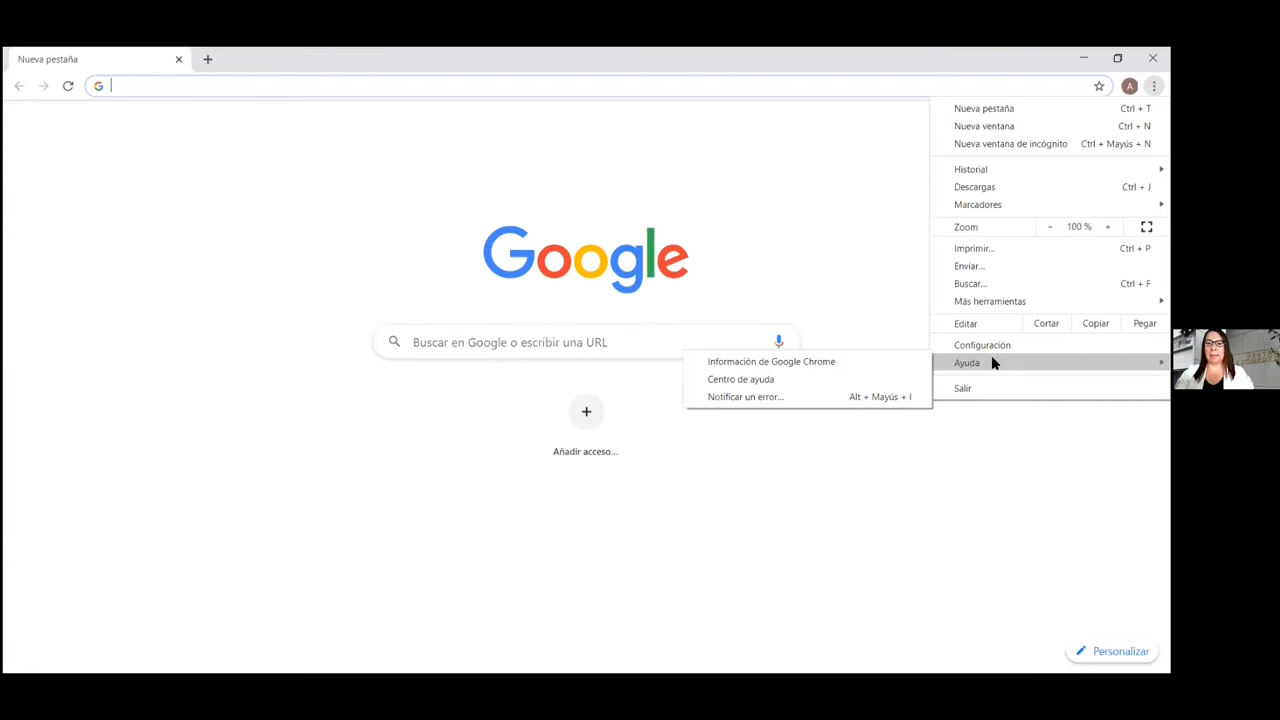 Nueva pestaña
A
Nueva pestaña Ctrl + T
Nueva ventana Ctrl + N
Nueva ventana de incógnito Ctrl + Mayús + N
Historial
Descargas Ctrl + J
Marcadores
Zoom - 100 % +
Imprimir... Ctrl + P
Enviar...
Buscar... Ctrl + F
Más herramientas
Editar Cortar Copiar Pegar
Configuración
Ayuda
Salir
Información de Google Chrome
Centro de ayuda
Notificar un error... Alt + Mayús + I
Google
Buscar en Google o escribir una URL
Añadir acceso...
Personalizar